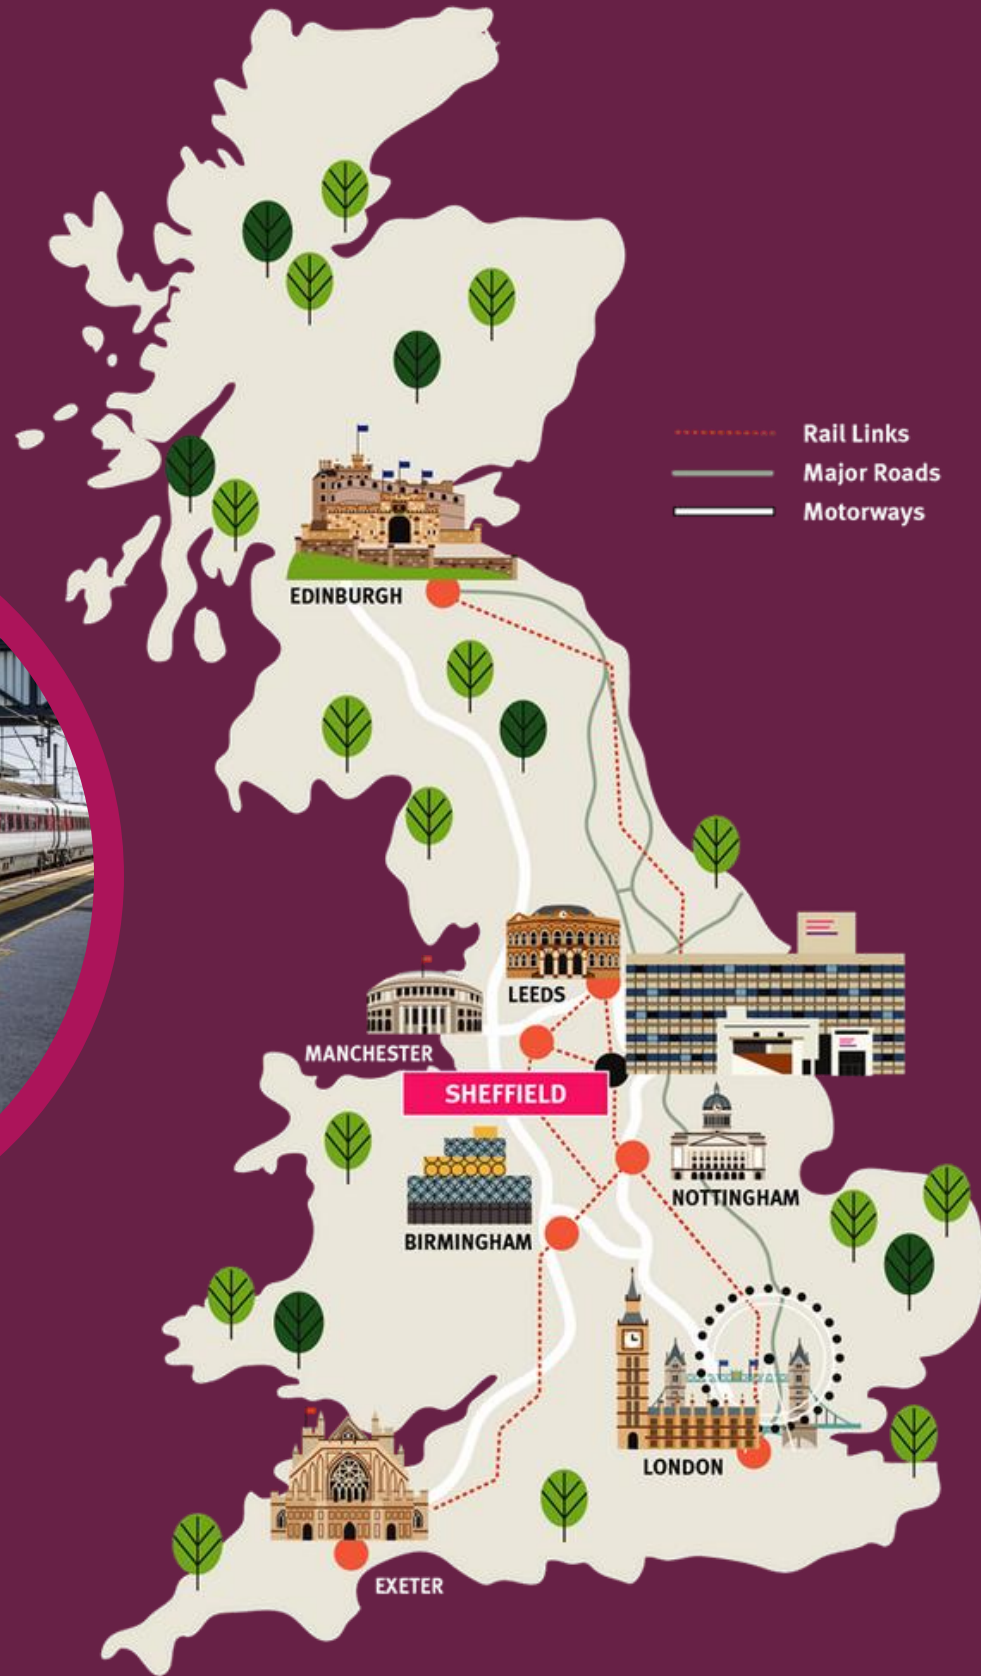 Rail Links
Major Roads
Motorways
EDINBURGH
LEEDS
MANCHESTER
SHEFFIELD
NOTTINGHAM
BIRMINGHAM
LONDON
EXETER